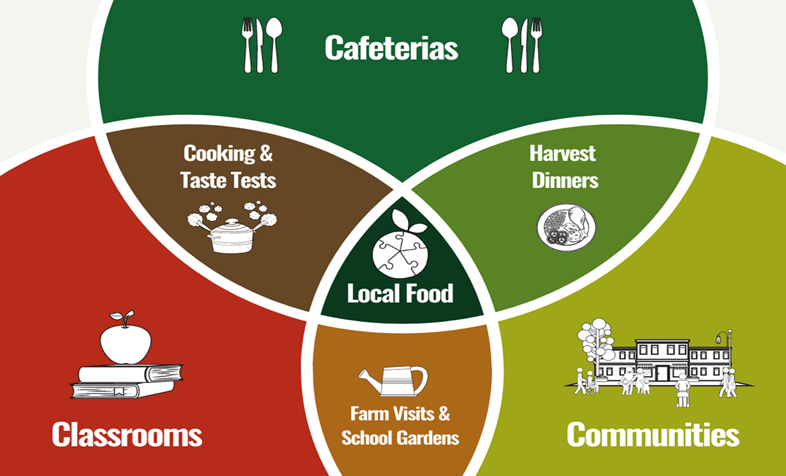 Cafeterias
Cooking &
Taste Tests
Harvest
Dinners
Local Food
Farm Visits &
School Gardens
Classrooms
Communities